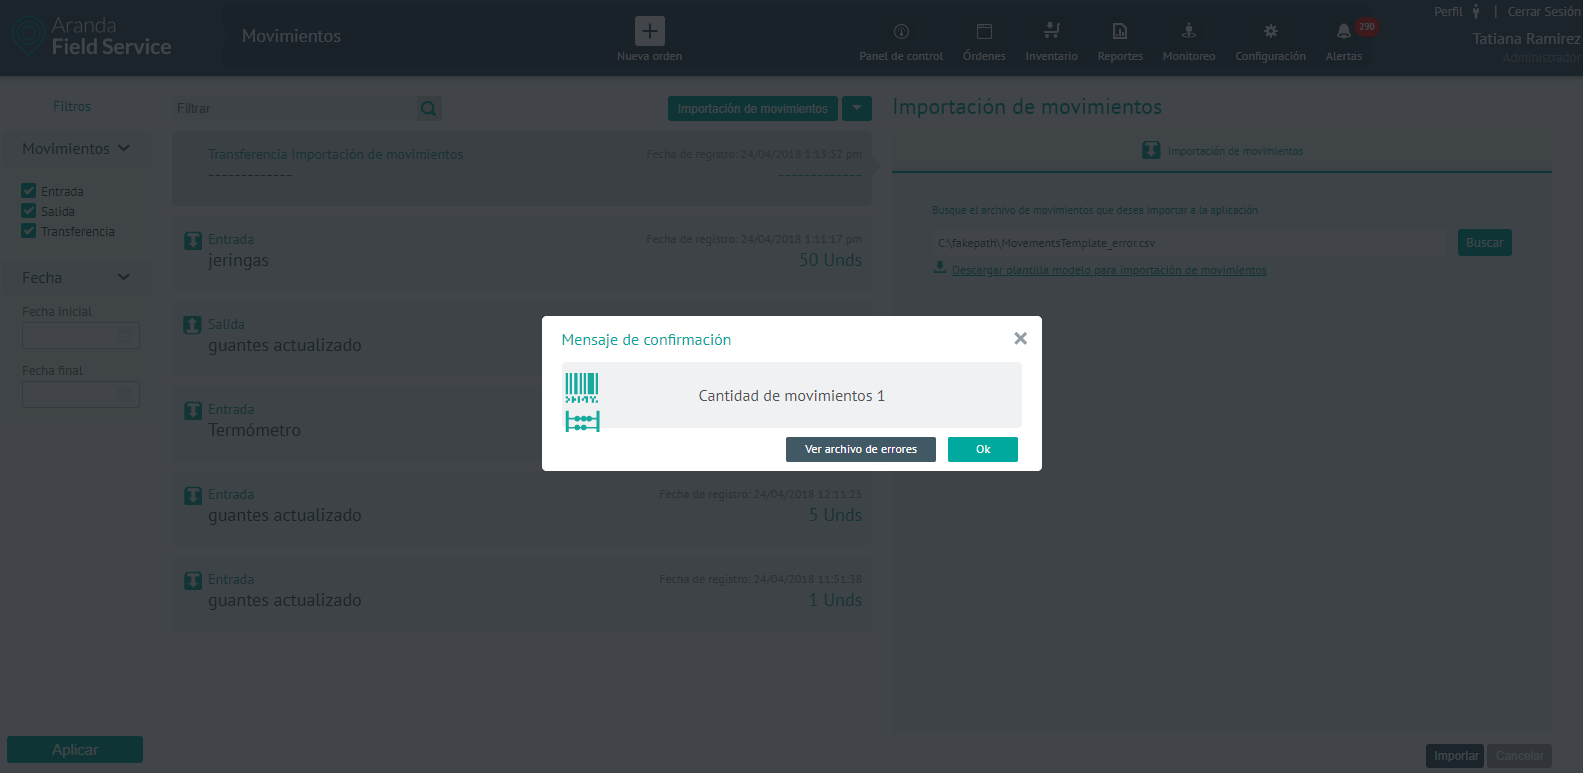 Aranda
Field Service
Movimientos
Nueva orden
Panel de control
Órdenes
Inventario
Reportes
Monitoreo
Configuración
Alertas
290
Perfil | Cerrar Sesión
Tatiana Ramirez
Administrador
Filtros
Movimientos
Entrada
Salida
Transferencia
Fecha
Fecha inicial
Fecha final
Aplicar
Filtrar
Importación de movimientos
Transferencia Importación de movimientos
Fecha de registro: 24/04/2018 1:13:32 pm
------------- -------------
Entrada
Fecha de registro: 24/04/2018 1:11:17 pm
jeringas
50 Unds
Salida
guantes actualizado
Entrada
Termómetro
Entrada
Fecha de registro: 24/04/2018 12:11:25
guantes actualizado
5 Unds
Entrada
Fecha de registro: 24/04/2018 11:51:38
guantes actualizado
1 Unds
Importación de movimientos
Importación de movimientos
Busque el archivo de movimientos que desea importar a la aplicación
C:\fakepath\MovementsTemplate_error.csv
Buscar
Descargar plantilla modelo para importación de movimientos
Importar
Cancelar
Mensaje de confirmación
Cantidad de movimientos 1
Ver archivo de errores
Ok